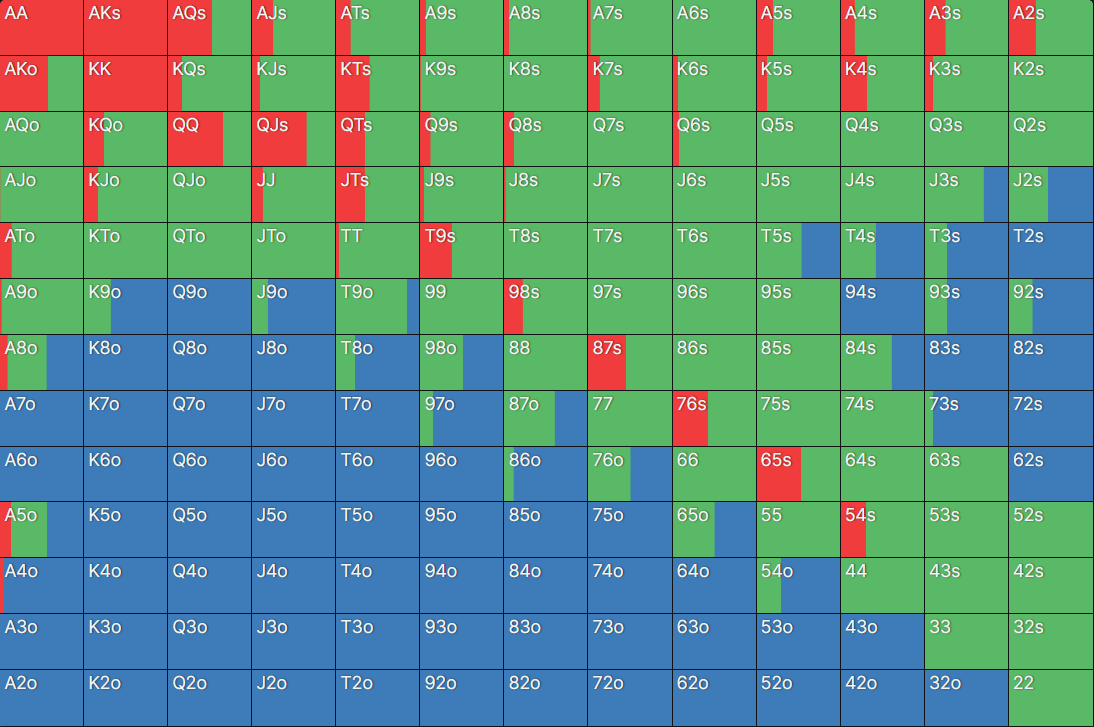 AA AKs AQs AJs ATs A9s A8s A7s A6s A5s A4s A3s A2s
AKo KK KQs KJs KTs K9s K8s K7s K6s K5s K4s K3s K2s
AQo KQo QQ QJs QTs Q9s Q8s Q7s Q6s Q5s Q4s Q3s Q2s
AJo KJo QJo JJ JTs J9s J8s J7s J6s J5s J4s J3s J2s
ATo KTo QTo JTo TT T9s T8s T7s T6s T5s T4s T3s T2s
A9o K9o Q9o J9o T9o 99 98s 97s 96s 95s 94s 93s 92s
A8o K8o Q8o J8o T8o 98o 88 87s 86s 85s 84s 83s 82s
A7o K7o Q7o J7o T7o 97o 87o 77 76s 75s 74s 73s 72s
A6o K6o Q6o J6o T6o 96o 86o 76o 66 65s 64s 63s 62s
A5o K5o Q5o J5o T5o 95o 85o 75o 65o 55 54s 53s 52s
A4o K4o Q4o J4o T4o 94o 84o 74o 64o 54o 44 43s 42s
A3o K3o Q3o J3o T3o 93o 83o 73o 63o 53o 43o 33 32s
A2o K2o Q2o J2o T2o 92o 82o 72o 62o 52o 42o 32o 22